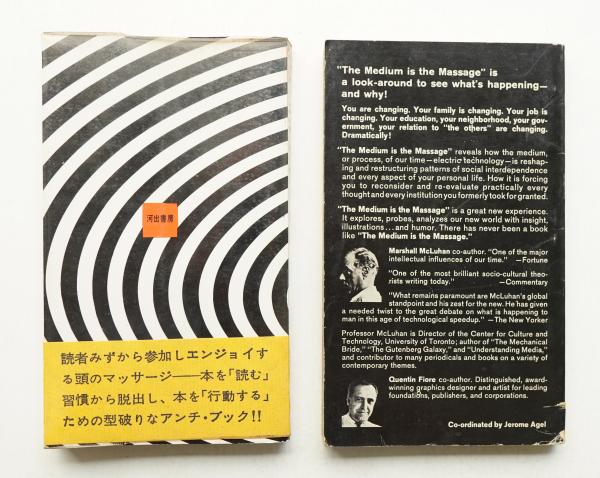 河出書房
読者みずから参加しエンジョイす
る頭のマッサージ――本を「読む」
習慣から脱出し、本を「行動する」
ための型破りなアンチ・ブック!!
"The Medium is the Massage" is
a look-around to see what's happening—
and why!
You are changing. Your family is changing. Your job is
changing. Your education, your neighborhood, your gov-
ernment, your relation to "the others" are changing.
Dramatically!
"The Medium is the Massage" reveals how the medium,
or process, of our time—electric technology—is reshap-
ing and restructuring patterns of social interdependence
and every aspect of your personal life. How it is forcing
you to reconsider and re-evaluate practically every
thought and every institution you formerly took for granted.
"The Medium is the Massage" is a great new experience.
It explores, probes, analyzes our new world with insight,
illustrations...and humor. There has never been a book
like "The Medium is the Massage."
Marshall McLuhan co-author. "One of the major
intellectual influences of our time." —Fortune
"One of the most brilliant socio-cultural theo-
rists writing today." —Commentary
"What remains paramount are McLuhan's global
standpoint and his zest for the new. He has given
a needed twist to the great debate on what is happening to
man in this age of technological speedup." —The New Yorker
Professor McLuhan is Director of the Center for Culture and
Technology, University of Toronto; author of "The Mechanical
Bride," "The Gutenberg Galaxy," and "Understanding Media,"
and contributor to many periodicals and books on a variety of
contemporary themes.
Quentin Fiore co-author. Distinguished, award-
winning graphics designer and artist for leading
foundations, publishers, and corporations.
Co-ordinated by Jerome Agel